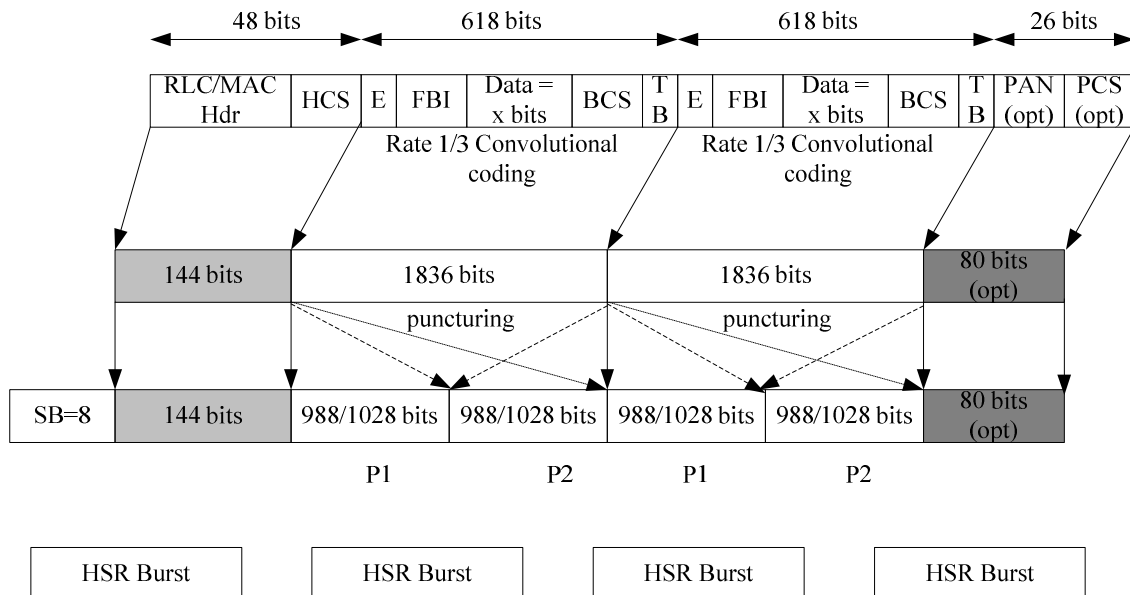 48 bits 618 bits 618 bits 26 bits
RLC/MAC Hdr HCS E FBI Data = x bits BCS T B E FBI Data = x bits BCS T B PAN (opt) PCS (opt)
Rate 1/3 Convolutional coding Rate 1/3 Convolutional coding
144 bits 1836 bits 1836 bits 80 bits (opt)
puncturing puncturing
SB=8 144 bits 988/1028 bits 988/1028 bits 988/1028 bits 988/1028 bits 80 bits (opt)
P1 P2 P1 P2
HSR Burst HSR Burst HSR Burst HSR Burst